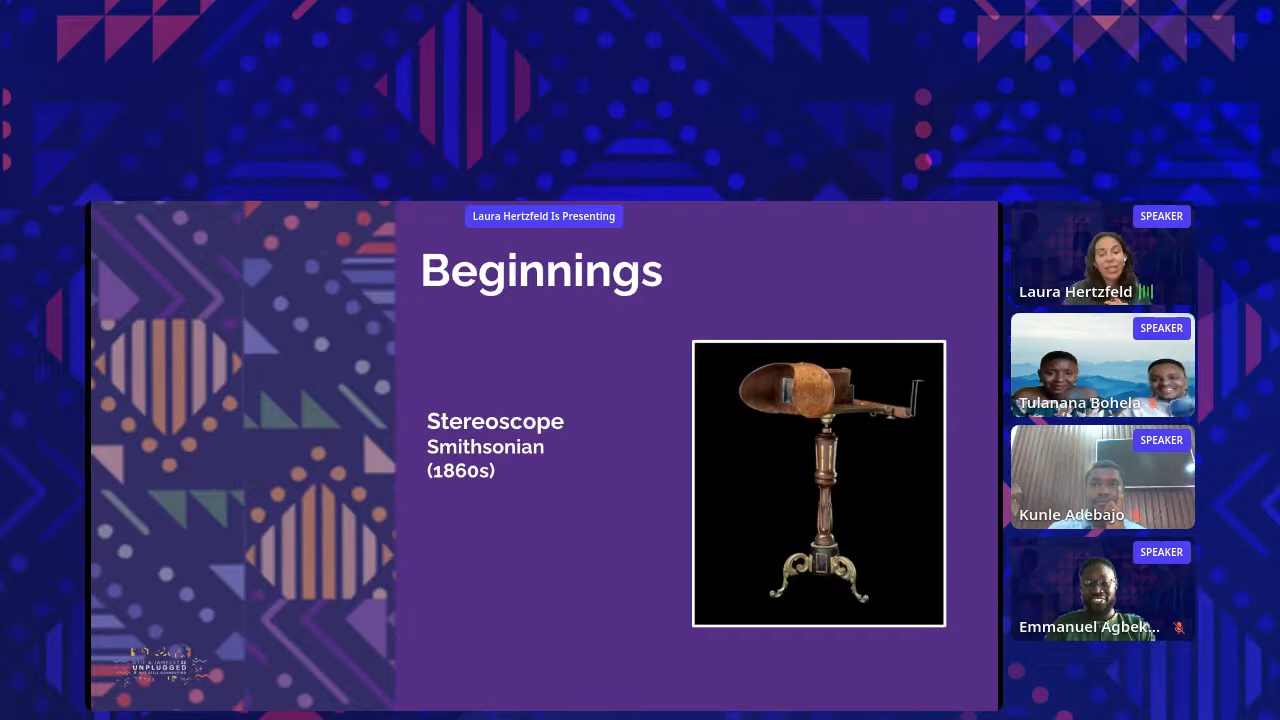 Laura Hertzfeld Is Presenting
Beginnings
Stereoscope
Smithsonian
(1860s)
UNPLUGGED
SPEAKER
Laura Hertzfeld
SPEAKER
Tulanana Bohela
SPEAKER
Kunle Adebajo
SPEAKER
Emmanuel Agbek...